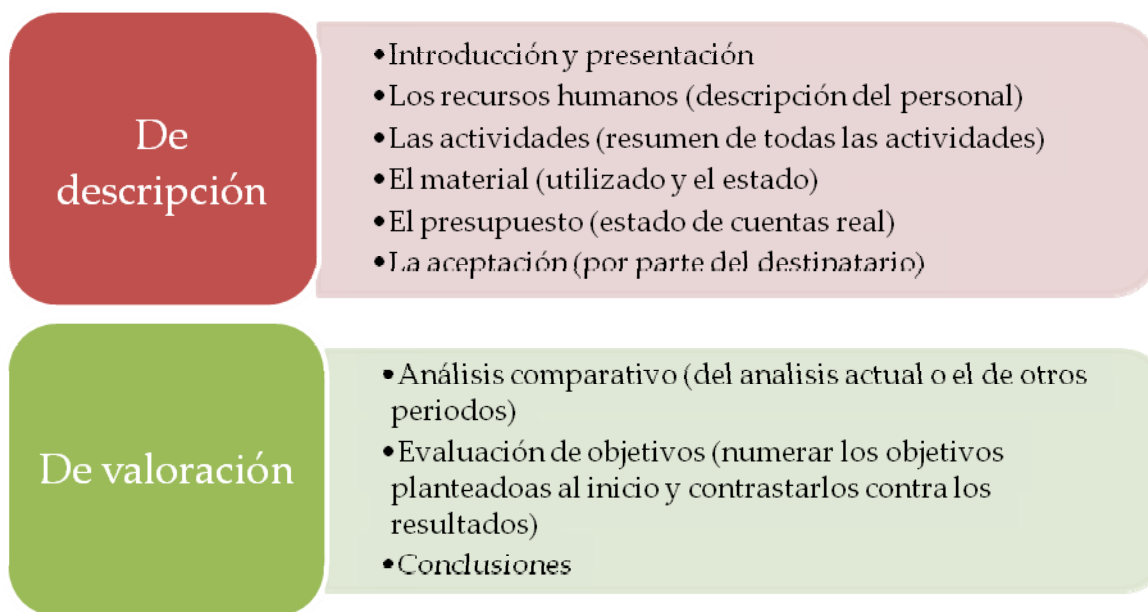 De
descripción
•Introducción y presentación
•Los recursos humanos (descripción del personal)
•Las actividades (resumen de todas las actividades)
•El material (utilizado y el estado)
•El presupuesto (estado de cuentas real)
•La aceptación (por parte del destinatario)
De valoración
•Análisis comparativo (del analisis actual o el de otros
periodos)
•Evaluación de objetivos (numerar los objetivos
planteadoas al inicio y contrastarlos contra los
resultados)
•Conclusiones